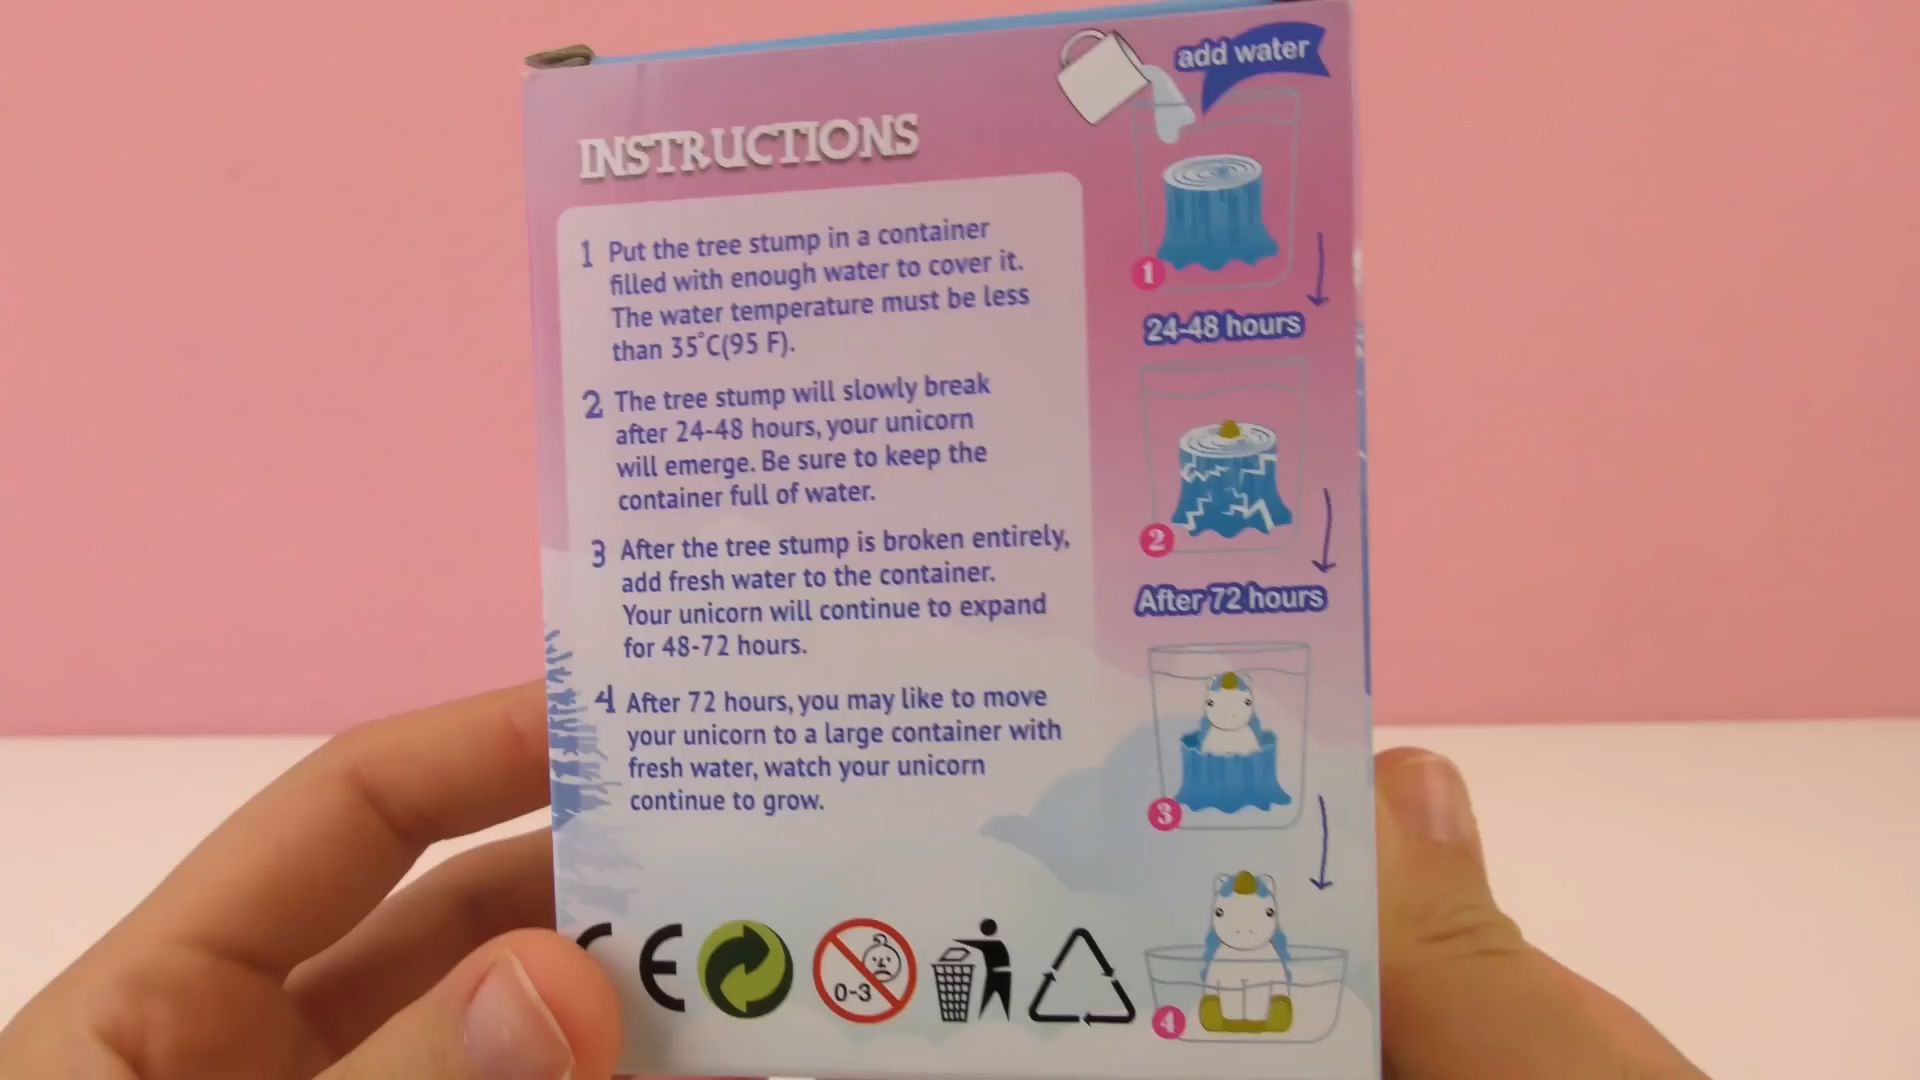 INSTRUCTIONS
1 Put the tree stump in a container
filled with enough water to cover it.
The water temperature must be less
than 35°C(95 F).
2 The tree stump will slowly break
after 24-48 hours, your unicorn
will emerge. Be sure to keep the
container full of water.
3 After the tree stump is broken entirely,
add fresh water to the container.
Your unicorn will continue to expand
for 48-72 hours.
4 After 72 hours, you may like to move
your unicorn to a large container with
fresh water, watch your unicorn
continue to grow.
add water
1
24-48 hours
2
After 72 hours
3
4
CE
0-3